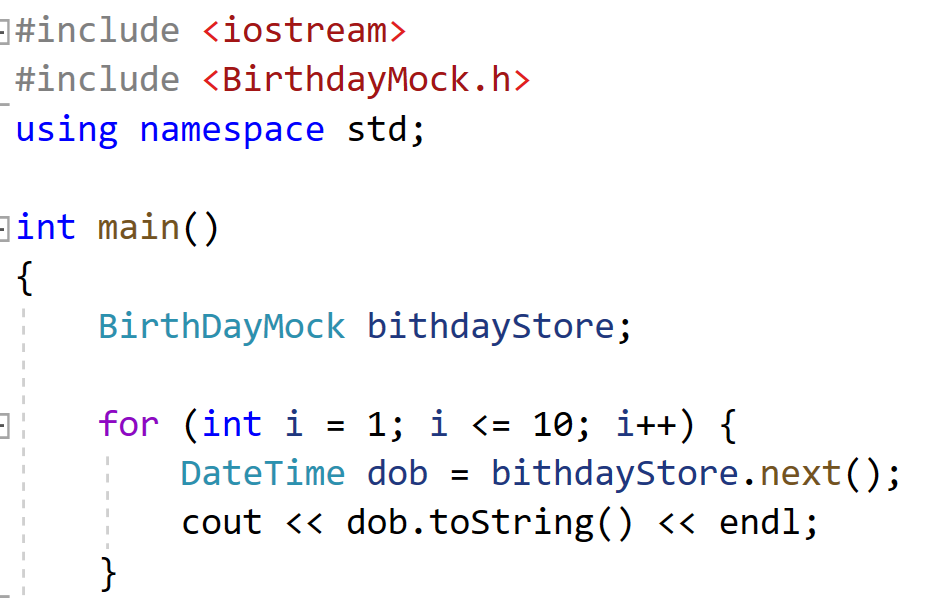 #include <iostream>
#include <BirthdayMock.h>
using namespace std;
int main()
{
BirthDayMock bithdayStore;
for (int i = 1; i <= 10; i++) {
DateTime dob = bithdayStore.next();
cout << dob.toString() << endl;
}